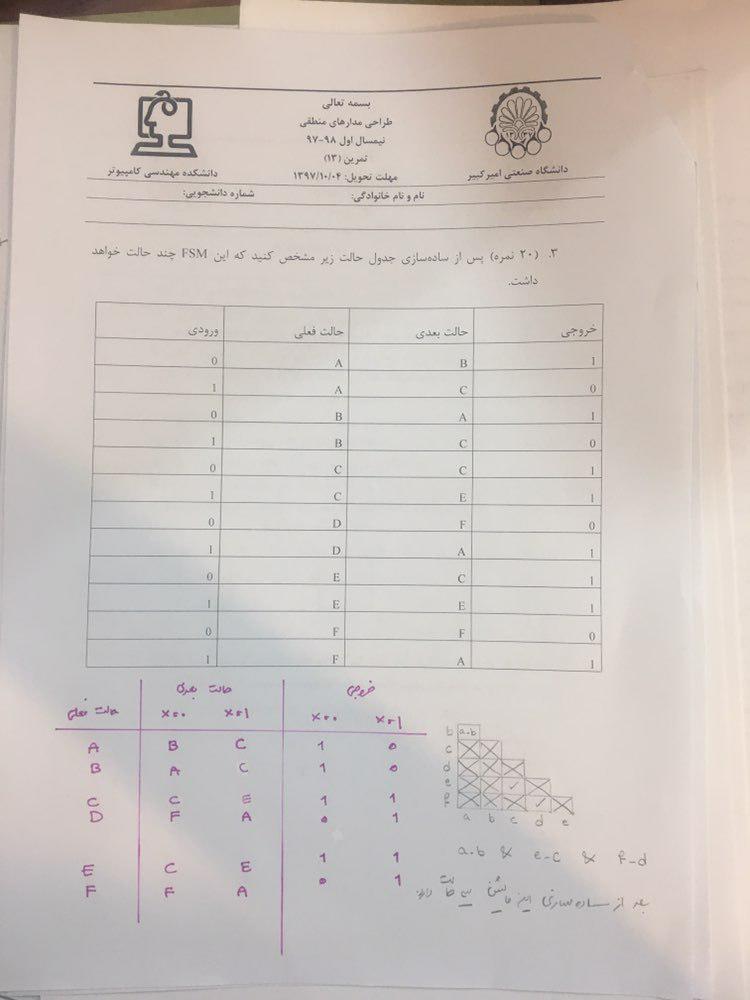 بسمه تعالی
طراحی مدارهای منطقی
نیمسال اول ۹۸-۹۷
تمرین (۱۳)
مهلت تحویل: ۱۳۹۷/۱۰/۰۴
دانشگاه صنعتی امیرکبیر
دانشکده مهندسی کامپیوتر
نام و نام خانوادگی: شماره دانشجویی:
۳. (۲۰ نمره) پس از ساده‌سازی جدول حالت زیر مشخص کنید که این FSM چند حالت خواهد
داشت.
خروجی حالت بعدی حالت فعلی ورودی
0 A B 1
1 A C 0
0 B A 1
1 B C 0
0 C C 1
1 C E 1
0 D F 0
1 D A 1
0 E C 1
1 E E 1
0 F F 0
1 F A 1
حالت فعلی حالت بعدی خروجی
x=0 x=1 x=0 x=1
A B C 1 0
B A C 1 0
C C E 1 1
D F A 0 1
E C E 1 1
F F A 0 1
b a-b
c
d
e ✓
f ✓
a b c d e
a-b & e-c & f-d
بعد از ساده سازی این ماشین سه حالت دارد.